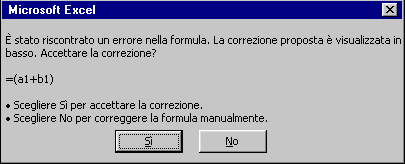 Microsoft Excel
È stato riscontrato un errore nella formula. La correzione proposta è visualizzata in
basso. Accettare la correzione?
=(a1+b1)
• Scegliere Sì per accettare la correzione.
• Scegliere No per correggere la formula manualmente.
Sì
No